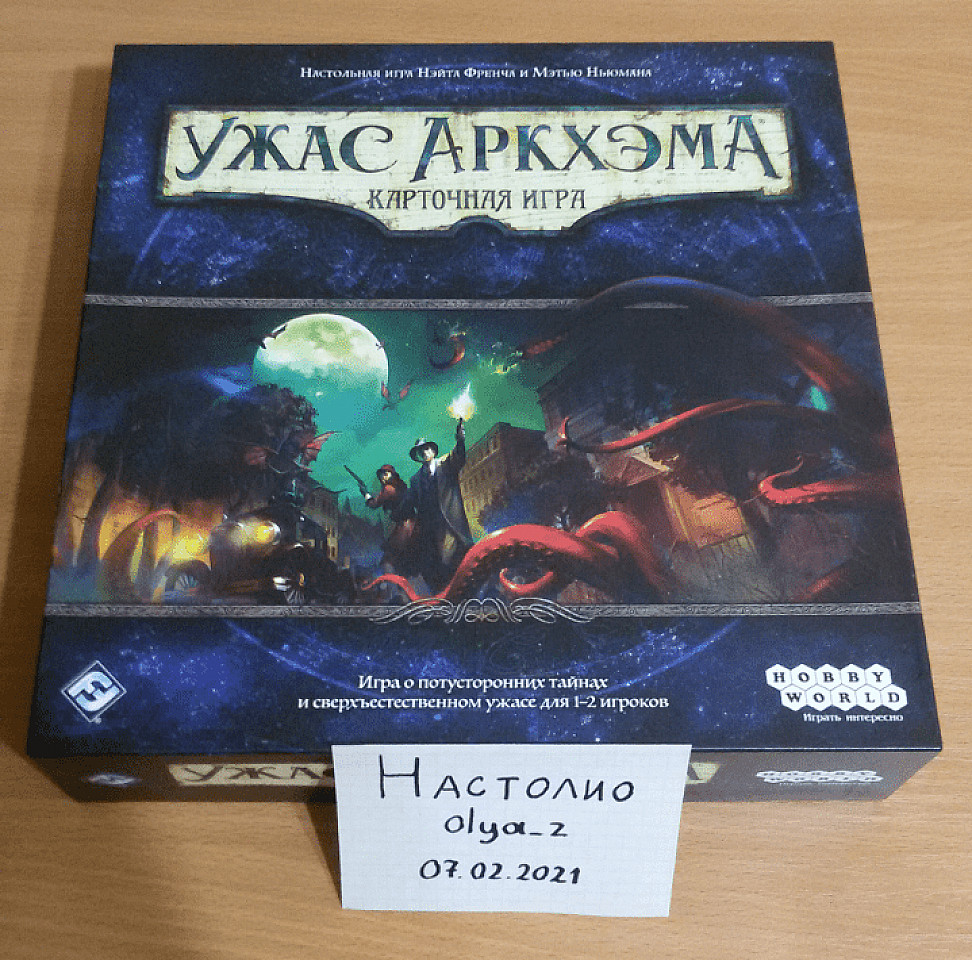 Настольная игра Нэйта Френча и Мэтью Ньюмана
УЖАС АРКХЭМА
КАРТОЧНАЯ ИГРА
Игра о потусторонних тайнах
и сверхъестественном ужасе для 1–2 игроков
HOBBY
WORLD
Играть интересно
Настолио
olya_z
07.02.2021